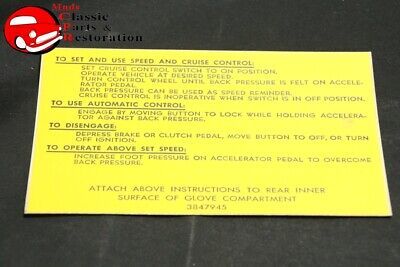 Muds
Classic
Parts &
Restoration
TO SET AND USE SPEED AND CRUISE CONTROL:
SET CRUISE CONTROL SWITCH TO ON POSITION.
OPERATE VEHICLE AT DESIRED SPEED.
TURN CONTROL WHEEL UNTIL BACK PRESSURE IS FELT ON ACCELE-
RATOR PEDAL.
BACK PRESSURE CAN BE USED AS SPEED REMINDER.
CRUISE CONTROL IS INOPERATIVE WHEN SWITCH IS IN OFF POSITION.
TO USE AUTOMATIC CONTROL:
ENGAGE BY MOVING BUTTON TO LOCK WHILE HOLDING ACCELERA-
TOR AGAINST BACK PRESSURE.
TO DISENGAGE:
DEPRESS BRAKE OR CLUTCH PEDAL, MOVE BUTTON TO OFF, OR TURN
OFF IGNITION.
TO OPERATE ABOVE SET SPEED:
INCREASE FOOT PRESSURE ON ACCELERATOR PEDAL TO OVERCOME
BACK PRESSURE.
ATTACH ABOVE INSTRUCTIONS TO REAR INNER
SURFACE OF GLOVE COMPARTMENT
3847945